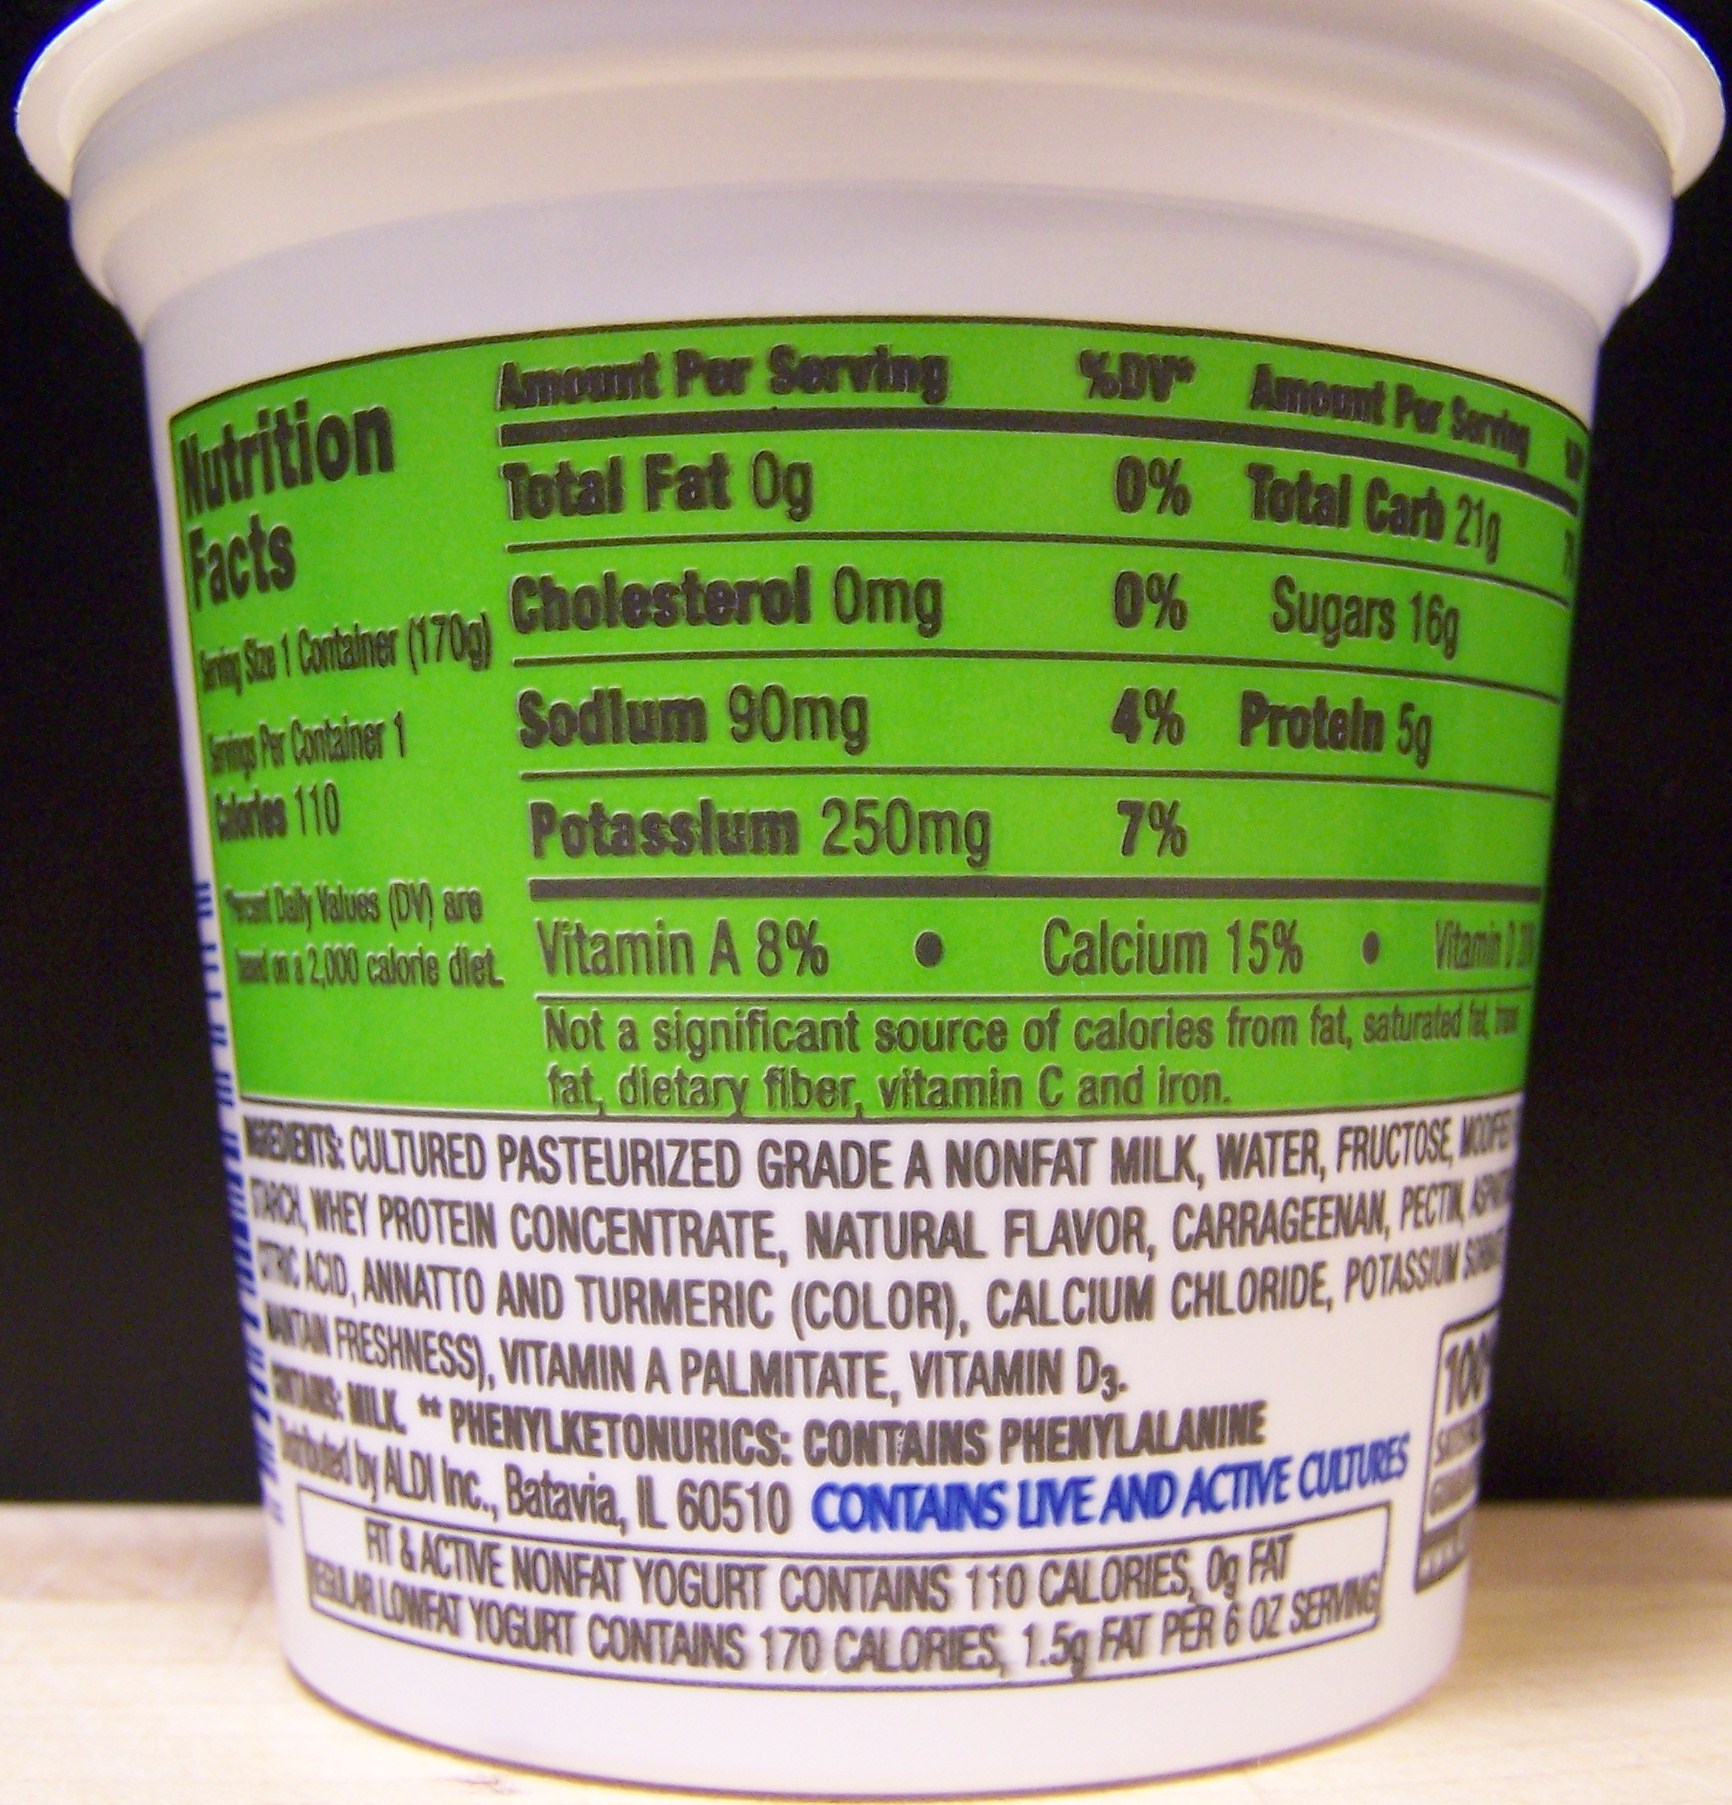 Nutrition
Facts
Serving Size 1 Container (170g)
Servings Per Container 1
Calories 110
*Percent Daily Values (DV) are
based on a 2,000 calorie diet.
Amount Per Serving %DV* Amount Per Serving
Total Fat 0g 0% Total Carb 21g
Cholesterol 0mg 0% Sugars 16g
Sodium 90mg 4% Protein 5g
Potassium 250mg 7%
Vitamin A 8% • Calcium 15% • Vitamin D
Not a significant source of calories from fat, saturated fat, trans
fat, dietary fiber, vitamin C and iron.
INGREDIENTS: CULTURED PASTEURIZED GRADE A NONFAT MILK, WATER, FRUCTOSE,
STARCH, WHEY PROTEIN CONCENTRATE, NATURAL FLAVOR, CARRAGEENAN, PECTIN,
CITRIC ACID, ANNATTO AND TURMERIC (COLOR), CALCIUM CHLORIDE, POTASSIUM
MAINTAIN FRESHNESS), VITAMIN A PALMITATE, VITAMIN D3.
CONTAINS: MILK. ** PHENYLKETONURICS: CONTAINS PHENYLALANINE
Distributed by ALDI Inc., Batavia, IL 60510 CONTAINS LIVE AND ACTIVE CULTURES
FIT & ACTIVE NONFAT YOGURT CONTAINS 110 CALORIES, 0g FAT
REGULAR LOWFAT YOGURT CONTAINS 170 CALORIES, 1.5g FAT PER 6 OZ SERVING